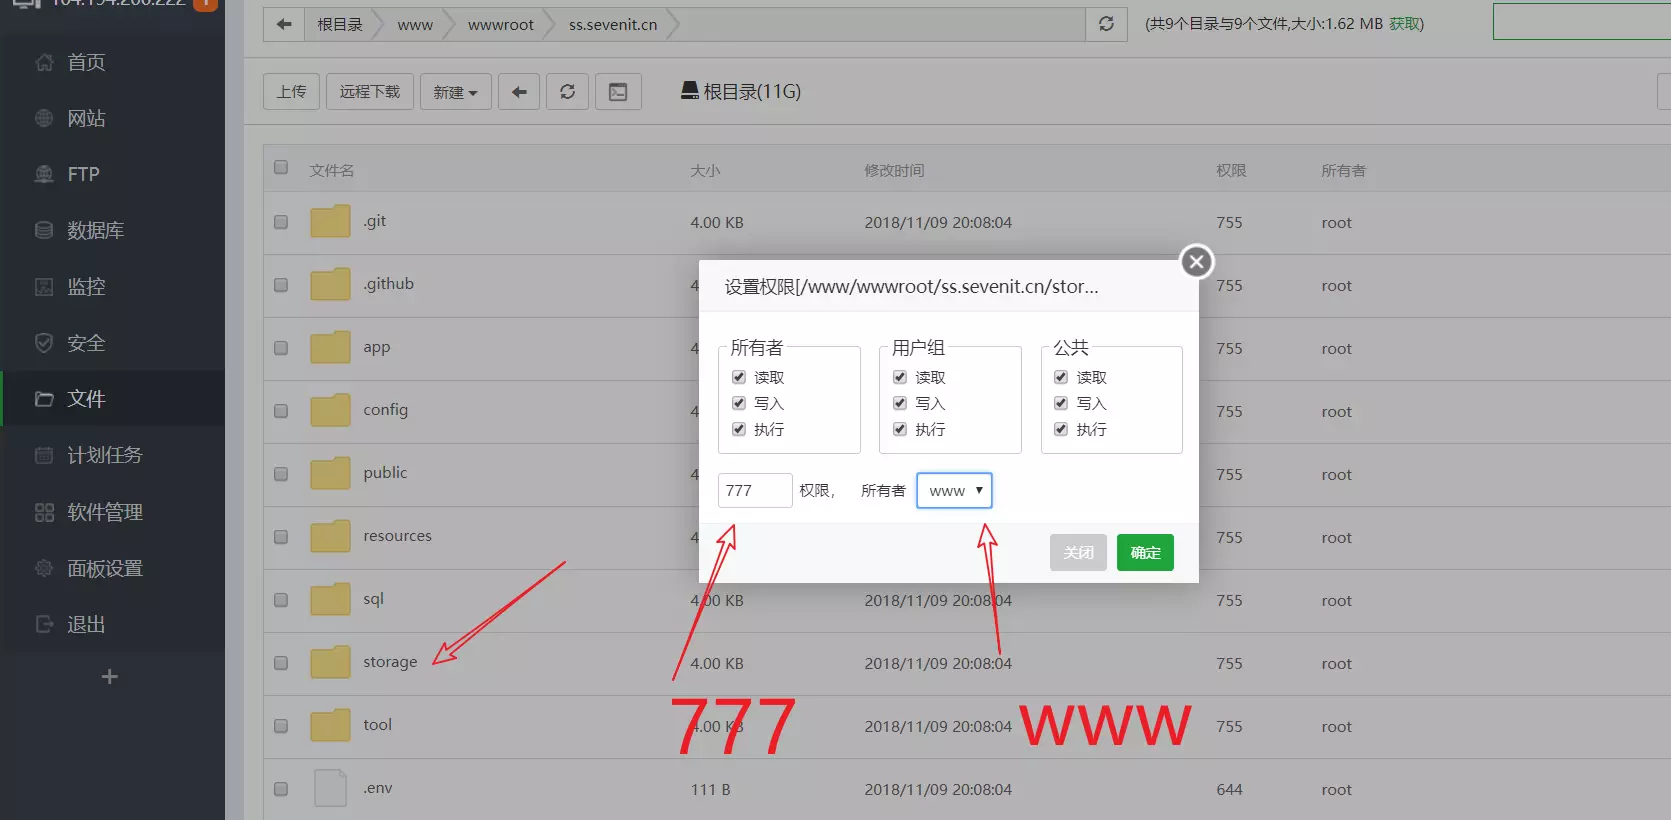 根目录 www wwwroot ss.sevenit.cn (共9个目录与9个文件,大小:1.62 MB 获取)
首页
网站
FTP
数据库
监控
安全
文件
计划任务
软件管理
面板设置
退出
+
上传 远程下载 新建 根目录(11G)
文件名 大小 修改时间 权限 所有者
.git 4.00 KB 2018/11/09 20:08:04 755 root
.github 4 755 root
app 4 755 root
config 4 755 root
public 4 755 root
resources 4 755 root
sql 4.00 KB 2018/11/09 20:08:04 755 root
storage 4.00 KB 2018/11/09 20:08:04 755 root
tool 4.00 KB 2018/11/09 20:08:04 755 root
.env 111 B 2018/11/09 20:08:04 644 root
设置权限[/www/wwwroot/ss.sevenit.cn/stor...
所有者 用户组 公共
读取 读取 读取
写入 写入 写入
执行 执行 执行
777 权限， 所有者 www
关闭 确定
777 www